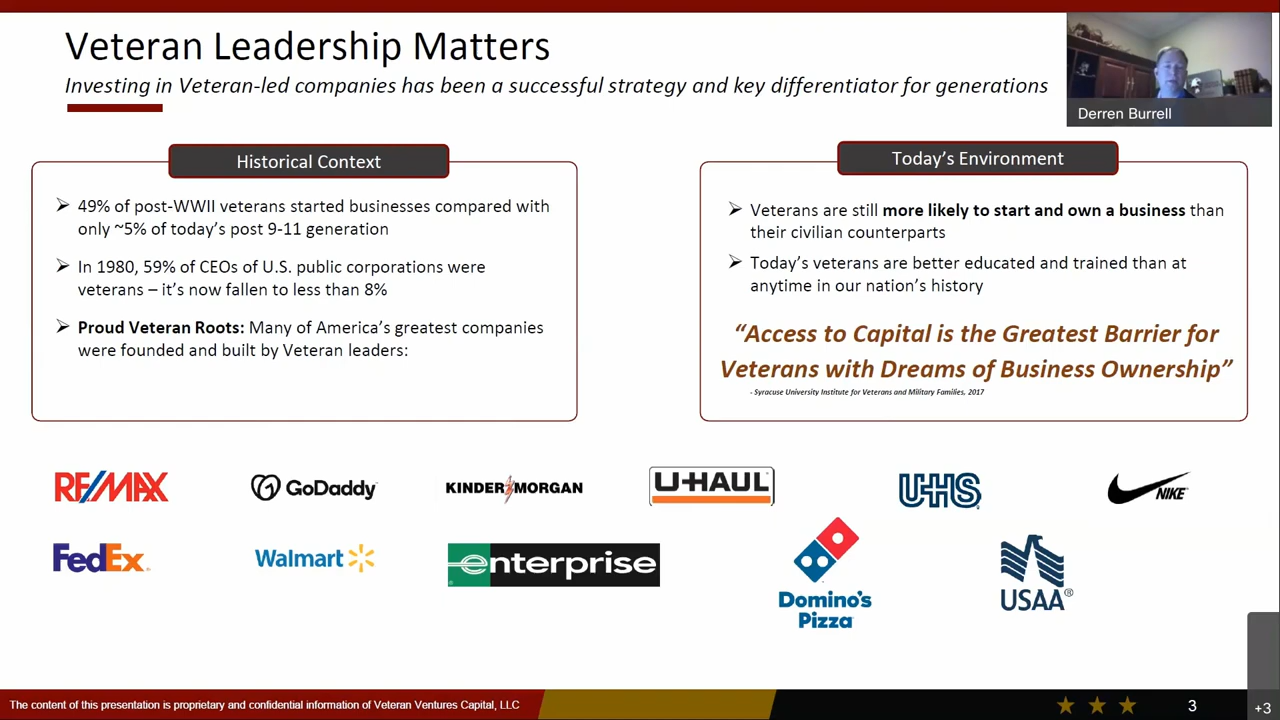 Veteran Leadership Matters
Investing in Veteran-led companies has been a successful strategy and key differentiator for generations
Derren Burrell
Historical Context
49% of post-WWII veterans started businesses compared with
only ~5% of today's post 9-11 generation
In 1980, 59% of CEOs of U.S. public corporations were
veterans – it's now fallen to less than 8%
Proud Veteran Roots: Many of America's greatest companies
were founded and built by Veteran leaders:
Today's Environment
Veterans are still more likely to start and own a business than
their civilian counterparts
Today's veterans are better educated and trained than at
anytime in our nation's history
“Access to Capital is the Greatest Barrier for
Veterans with Dreams of Business Ownership”
- Syracuse University Institute for Veterans and Military Families, 2017
RE/MAX
GoDaddy
KINDER MORGAN
U-HAUL
UHS
NIKE
FedEx
Walmart
enterprise
Domino's
Pizza
USAA®
The content of this presentation is proprietary and confidential information of Veteran Ventures Capital, LLC
3
+3